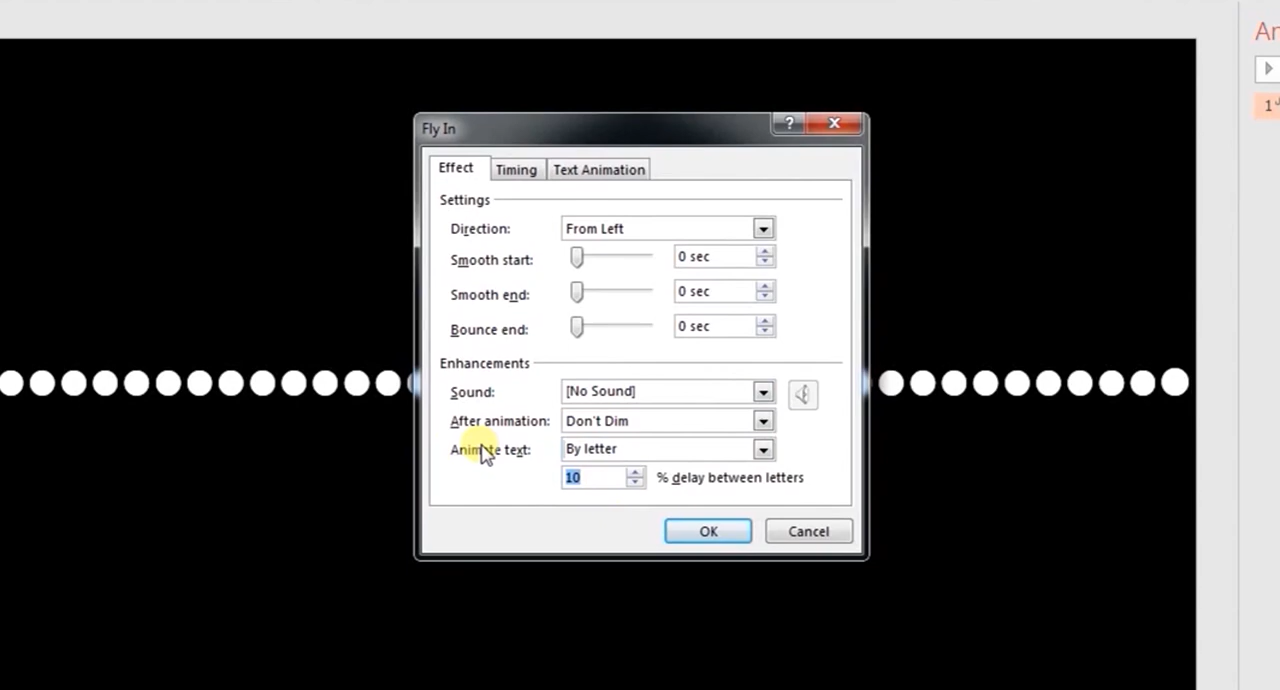 An
1
Fly In
?
Effect Timing Text Animation
Settings
Direction: From Left
Smooth start: 0 sec
Smooth end: 0 sec
Bounce end: 0 sec
Enhancements
Sound: [No Sound]
After animation: Don't Dim
Animate text: By letter
10 % delay between letters
OK Cancel